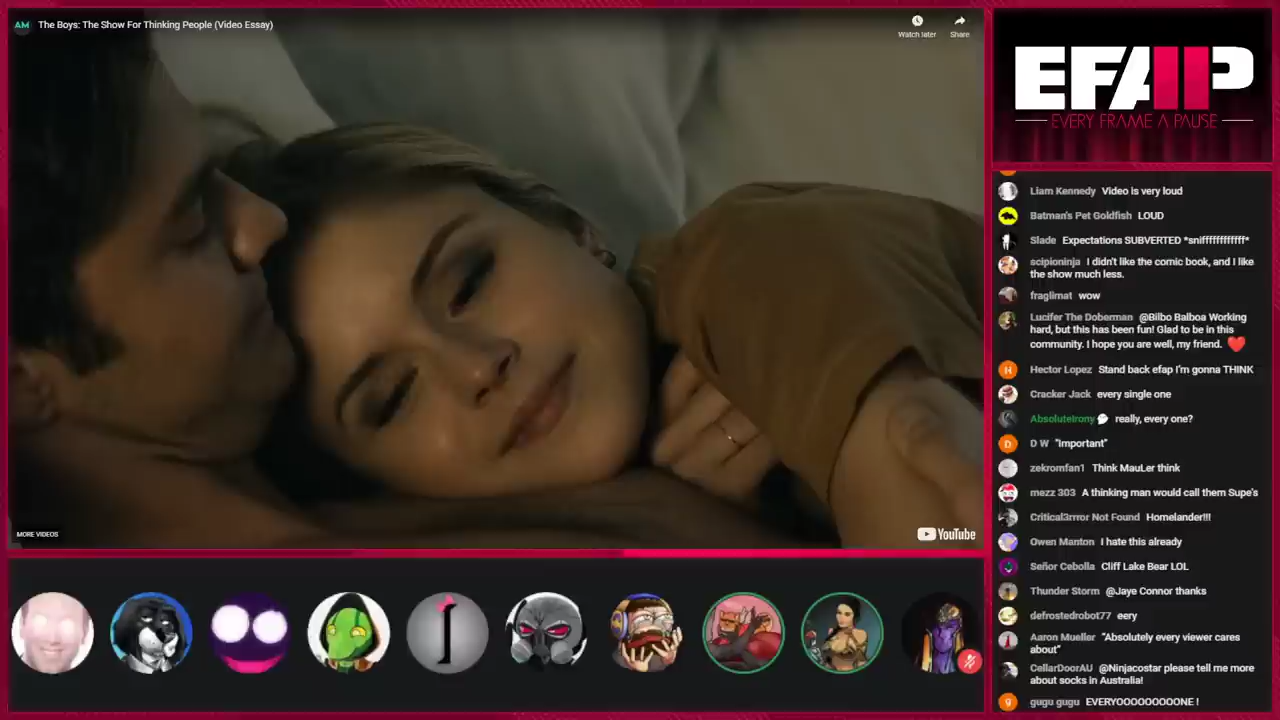 AM The Boys: The Show For Thinking People (Video Essay)
Watch later Share
MORE VIDEOS
YouTube
EFAP
EVERY FRAME A PAUSE
Liam Kennedy Video is very loud
Batman's Pet Goldfish LOUD
Slade Expectations SUBVERTED *snifffffffffff*
scipioninja I didn't like the comic book, and I like
the show much less.
fraglimat wow
Lucifer The Doberman @Bilbo Balboa Working
hard, but this has been fun! Glad to be in this
community. I hope you are well, my friend. ❤️
H Hector Lopez Stand back efap I'm gonna THINK
Cracker Jack every single one
AbsoluteIrony really, every one?
D D W "Important"
zekromfan1 Think MauLer think
mezz 303 A thinking man would call them Supe's
Critical3rrror Not Found Homelander!!!
Owen Manton I hate this already
Señor Cebolla Cliff Lake Bear LOL
Thunder Storm @Jaye Connor thanks
defrostedrobot77 eery
Aaron Mueller "Absolutely every viewer cares
about"
CellarDoorAU @Ninjacostar please tell me more
about socks in Australia!
g gugu gugu EVERYOOOOOOOOONE !